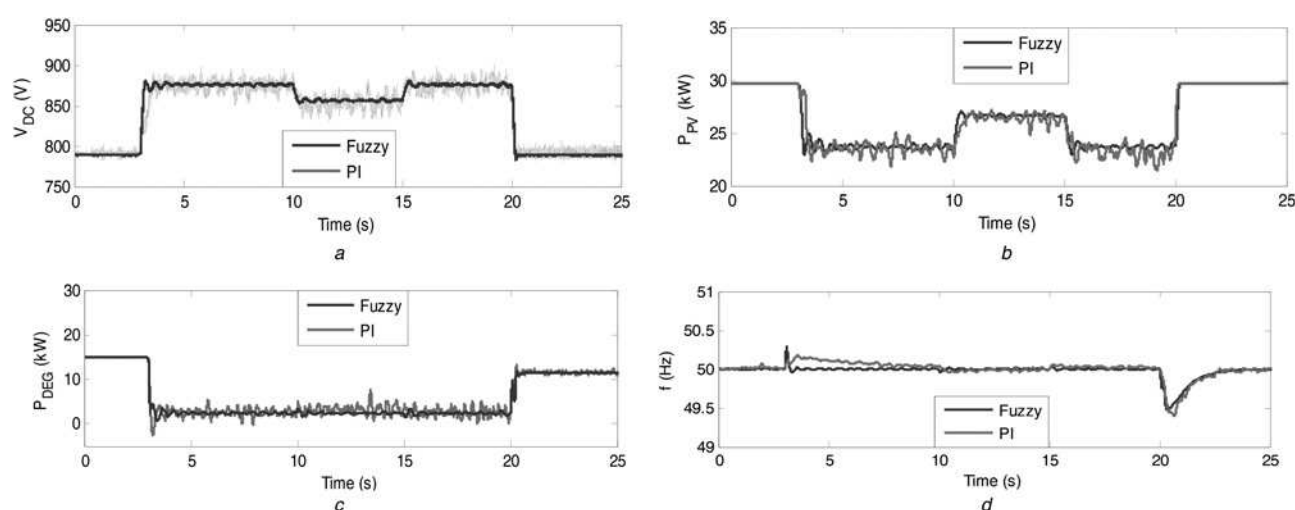 950
900
850
800
750
V_DC (V)
Fuzzy
PI
0 5 10 15 20 25
Time (s)
a
35
30
25
20
P_PV (kW)
Fuzzy
PI
0 5 10 15 20 25
Time (s)
b
30
20
10
0
P_DEG (kW)
Fuzzy
PI
0 5 10 15 20 25
Time (s)
c
51
50.5
50
49.5
49
f (Hz)
Fuzzy
PI
0 5 10 15 20 25
Time (s)
d